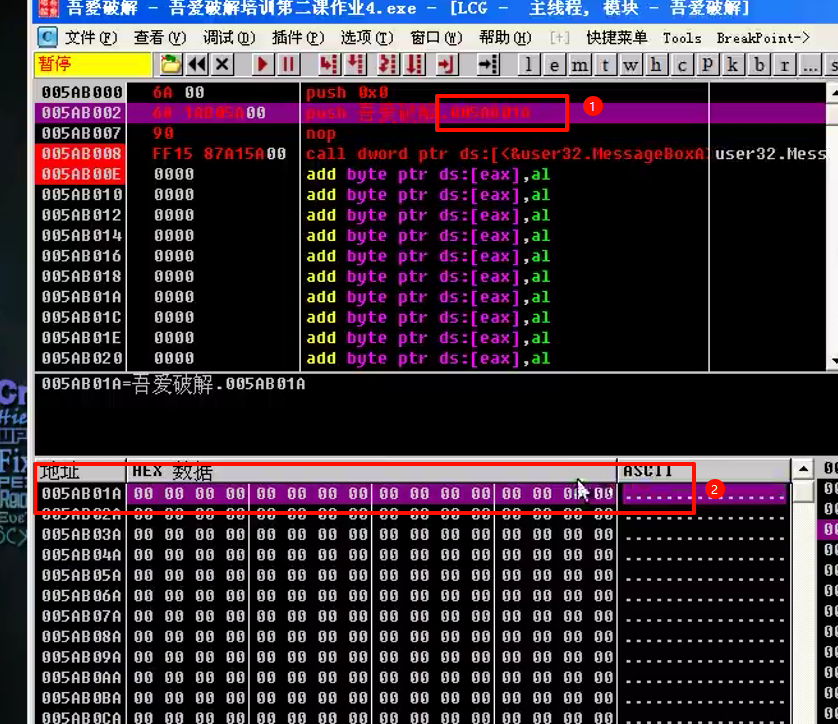 吾爱破解 - 吾爱破解培训第二课作业4.exe - [LCG - 主线程, 模块 - 吾爱破解]
C 文件(F) 查看(V) 调试(D) 插件(P) 选项(T) 窗口(W) 帮助(H) [+] 快捷菜单 Tools BreakPoint->
暂停 l e m t w h c P k b r ... s
005AB000 6A 00 push 0x0
005AB002 68 1AB05A00 push 吾爱破解.005AB01A
1
005AB007 90 nop
005AB008 FF15 87A15A00 call dword ptr ds:[<&user32.MessageBoxA> user32.Mess
005AB00E 0000 add byte ptr ds:[eax],al
005AB010 0000 add byte ptr ds:[eax],al
005AB012 0000 add byte ptr ds:[eax],al
005AB014 0000 add byte ptr ds:[eax],al
005AB016 0000 add byte ptr ds:[eax],al
005AB018 0000 add byte ptr ds:[eax],al
005AB01A 0000 add byte ptr ds:[eax],al
005AB01C 0000 add byte ptr ds:[eax],al
005AB01E 0000 add byte ptr ds:[eax],al
005AB020 0000 add byte ptr ds:[eax],al
005AB01A=吾爱破解.005AB01A
地址 HEX 数据 ASCII
005AB01A 00 00 00 00 00 00 00 00 00 00 00 00 00 00 00 00 ................
2
005AB02A 00 00 00 00 00 00 00 00 00 00 00 00 00 00 00 00 ................
005AB03A 00 00 00 00 00 00 00 00 00 00 00 00 00 00 00 00 ................
005AB04A 00 00 00 00 00 00 00 00 00 00 00 00 00 00 00 00 ................
005AB05A 00 00 00 00 00 00 00 00 00 00 00 00 00 00 00 00 ................
005AB06A 00 00 00 00 00 00 00 00 00 00 00 00 00 00 00 00 ................
005AB07A 00 00 00 00 00 00 00 00 00 00 00 00 00 00 00 00 ................
005AB08A 00 00 00 00 00 00 00 00 00 00 00 00 00 00 00 00 ................
005AB09A 00 00 00 00 00 00 00 00 00 00 00 00 00 00 00 00 ................
005AB0AA 00 00 00 00 00 00 00 00 00 00 00 00 00 00 00 00 ................
005AB0BA 00 00 00 00 00 00 00 00 00 00 00 00 00 00 00 00 ................
005AB0CA 00 00 00 00 00 00 00 00 00 00 00 00 00 00 00 00 ................